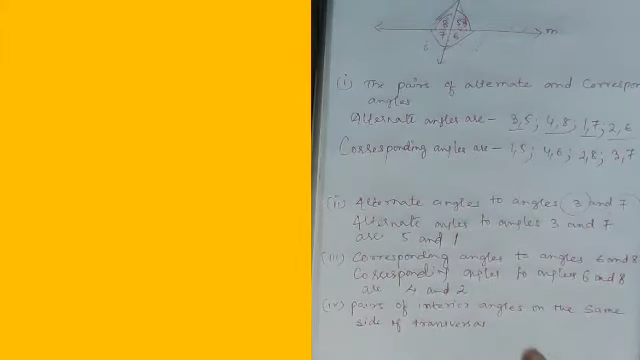 8 5
7 6
m
(i) The pairs of alternate and Correspon
angles
Alternate angles are - 3,5; 4,8; 1,7; 2,6
Corresponding angles are - 1,5; 4,6; 2,8; 3,7
(ii) Alternate angles to angles 3 and 7
Alternate angles to angles 3 and 7
are 5 and 1
(iii) Corresponding angles to angles 6 and 8
Corresponding angles to angles 6 and 8
are 4 and 2
(iv) pairs of interior angles on the same
side of transversal